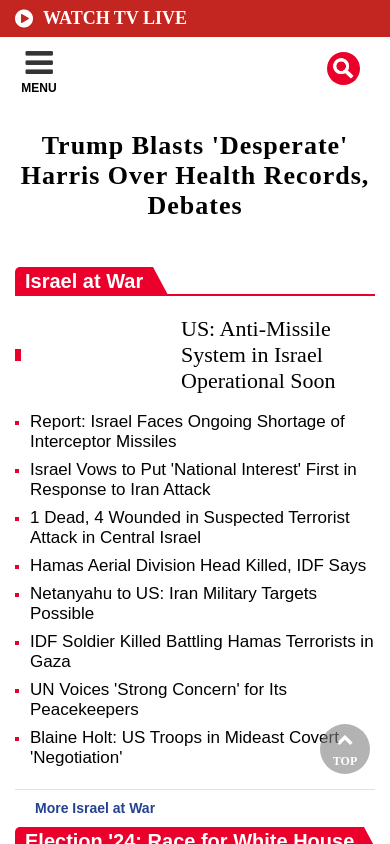 WATCH TV LIVE
MENU
Trump Blasts 'Desperate'
Harris Over Health Records,
Debates
Israel at War
US: Anti-Missile
System in Israel
Operational Soon
Report: Israel Faces Ongoing Shortage of
Interceptor Missiles
Israel Vows to Put 'National Interest' First in
Response to Iran Attack
1 Dead, 4 Wounded in Suspected Terrorist
Attack in Central Israel
Hamas Aerial Division Head Killed, IDF Says
Netanyahu to US: Iran Military Targets
Possible
IDF Soldier Killed Battling Hamas Terrorists in
Gaza
UN Voices 'Strong Concern' for Its
Peacekeepers
Blaine Holt: US Troops in Mideast Covert
'Negotiation'
TOP
More Israel at War
Election '24: Race for White House